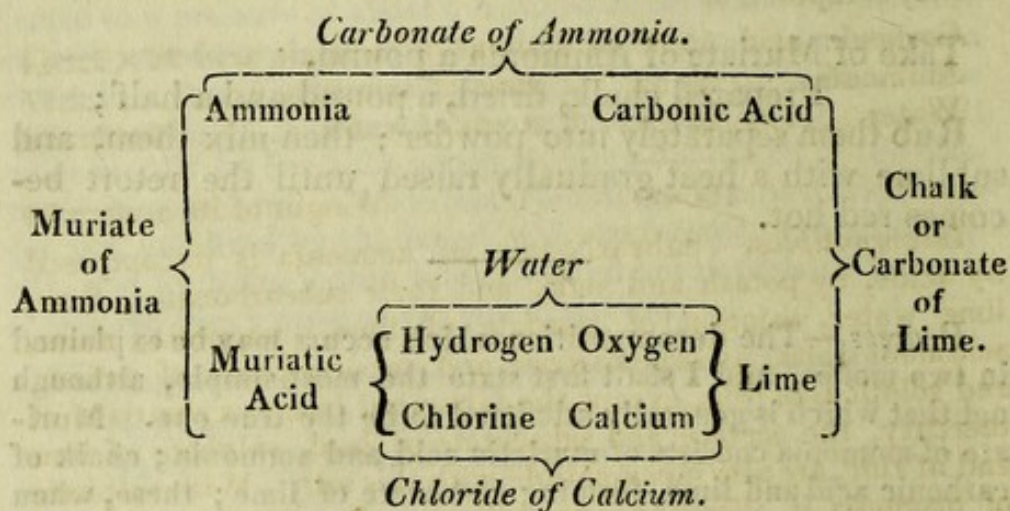 Carbonate of Ammonia.
Ammonia Carbonic Acid
Muriate
of
Ammonia
Chalk
or
Carbonate
of
Lime.
Water
Muriatic
Acid
Hydrogen Oxygen
Chlorine Calcium
Lime
Chloride of Calcium.